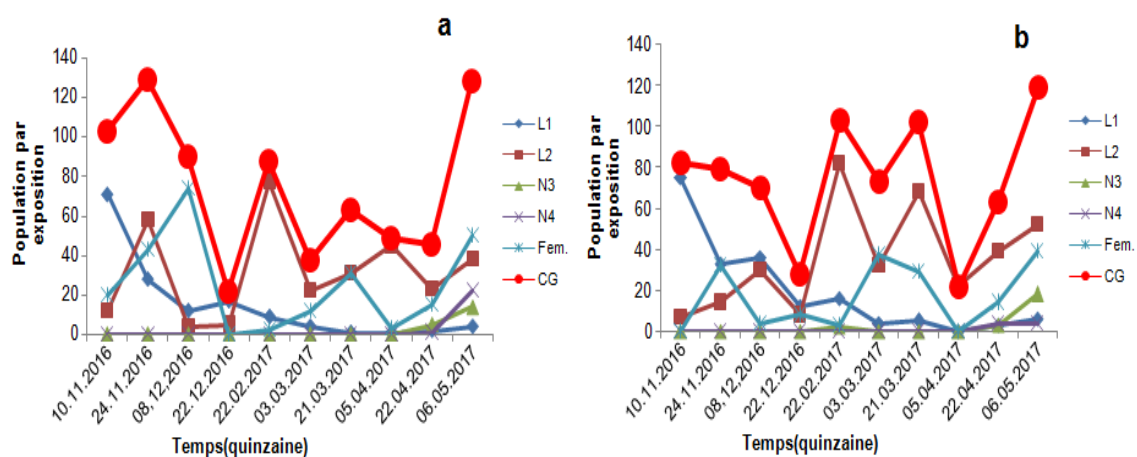 a
Population par
exposition
140
120
100
80
60
40
20
0
10.11.2016
24.11.2016
08.12.2016
22.12.2016
22.02.2017
03.03.2017
21.03.2017
05.04.2017
22.04.2017
06.05.2017
Temps(quinzaine)
L1
L2
N3
N4
Fem.
CG
b
Population par
exposition
140
120
100
80
60
40
20
0
10.11.2016
24.11.2016
08.12.2016
22.12.2016
22.02.2017
03.03.2017
21.03.2017
05.04.2017
22.04.2017
06.05.2017
Temps(quinzaine)
L1
L2
N3
N4
Fem.
CG